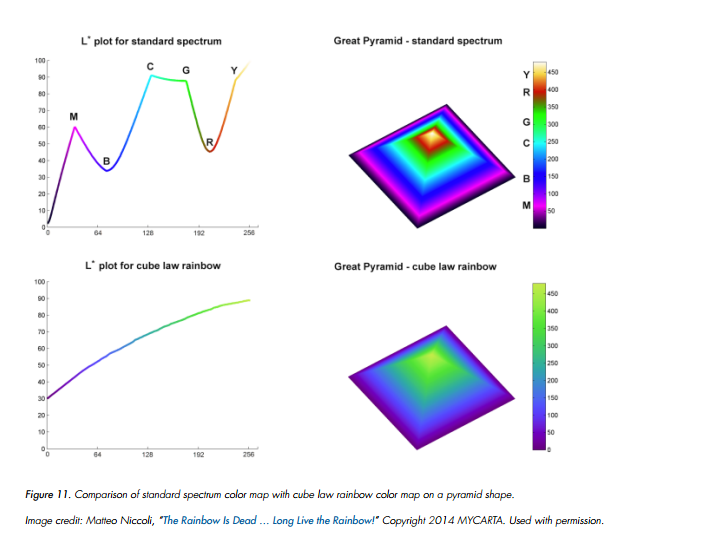 L* plot for standard spectrum
Great Pyramid - standard spectrum
100
90
80
70
60
50
40
30
20
10
0
M
B
C
G
R
Y
0
64
128
192
256
Y
R
G
C
B
M
450
400
350
300
250
200
150
100
50
L* plot for cube law rainbow
Great Pyramid - cube law rainbow
100
90
80
70
60
50
40
30
20
10
0
0
64
128
192
256
450
400
350
300
250
200
150
100
50
0
Figure 11. Comparison of standard spectrum color map with cube law rainbow color map on a pyramid shape.
Image credit: Matteo Niccoli, "The Rainbow Is Dead ... Long Live the Rainbow!" Copyright 2014 MYCARTA. Used with permission.